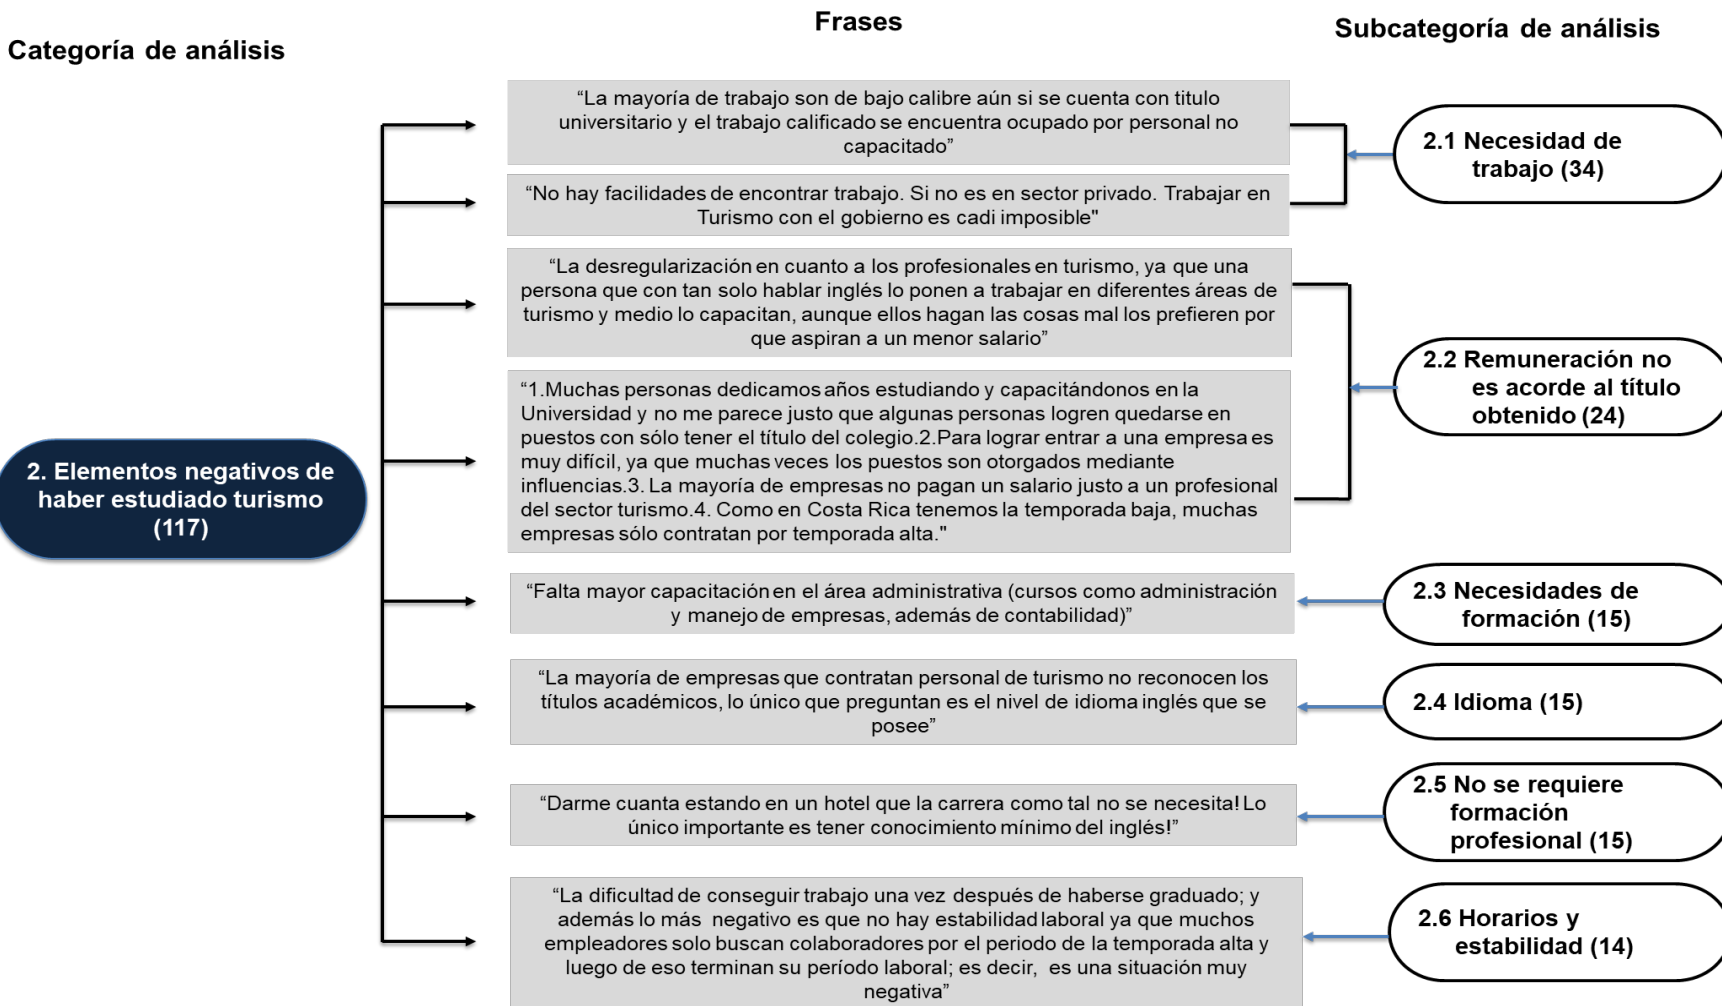 Categoría de análisis
Frases
Subcategoría de análisis
2. Elementos negativos de
haber estudiado turismo
(117)
“La mayoría de trabajo son de bajo calibre aún si se cuenta con titulo
universitario y el trabajo calificado se encuentra ocupado por personal no
capacitado”
“No hay facilidades de encontrar trabajo. Si no es en sector privado. Trabajar en
Turismo con el gobierno es cadi imposible"
2.1 Necesidad de
trabajo (34)
“La desregularización en cuanto a los profesionales en turismo, ya que una
persona que con tan solo hablar inglés lo ponen a trabajar en diferentes áreas de
turismo y medio lo capacitan, aunque ellos hagan las cosas mal los prefieren por
que aspiran a un menor salario”
“1.Muchas personas dedicamos años estudiando y capacitándonos en la
Universidad y no me parece justo que algunas personas logren quedarse en
puestos con sólo tener el título del colegio.2.Para lograr entrar a una empresa es
muy difícil, ya que muchas veces los puestos son otorgados mediante
influencias.3. La mayoría de empresas no pagan un salario justo a un profesional
del sector turismo.4. Como en Costa Rica tenemos la temporada baja, muchas
empresas sólo contratan por temporada alta."
2.2 Remuneración no
es acorde al título
obtenido (24)
“Falta mayor capacitación en el área administrativa (cursos como administración
y manejo de empresas, además de contabilidad)”
2.3 Necesidades de
formación (15)
“La mayoría de empresas que contratan personal de turismo no reconocen los
títulos académicos, lo único que preguntan es el nivel de idioma inglés que se
posee”
2.4 Idioma (15)
“Darme cuanta estando en un hotel que la carrera como tal no se necesita! Lo
único importante es tener conocimiento mínimo del inglés!”
2.5 No se requiere
formación
profesional (15)
“La dificultad de conseguir trabajo una vez después de haberse graduado; y
además lo más negativo es que no hay estabilidad laboral ya que muchos
empleadores solo buscan colaboradores por el periodo de la temporada alta y
luego de eso terminan su período laboral; es decir, es una situación muy
negativa”
2.6 Horarios y
estabilidad (14)